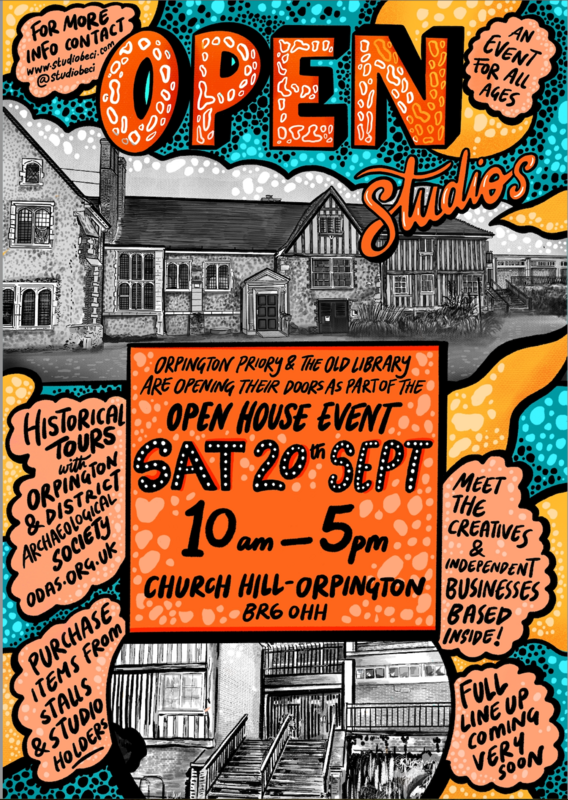 FOR MORE
INFO CONTACT
www.studiobeci.com
@studiobeci
OPEN
Studios
AN
EVENT
FOR ALL
AGES
ORPINGTON PRIORY & THE OLD LIBRARY
ARE OPENING THEIR DOORS AS PART OF THE
OPEN HOUSE EVENT
SAT 20th SEPT
10am – 5pm
CHURCH HILL-ORPINGTON
BR6 0HH
HISTORICAL
TOURS
with
ORPINGTON
& DISTRICT
ARCHAEOLOGICAL
SOCIETY
ODAS.ORG.UK
MEET
THE
CREATIVES
&
INDEPENDENT
BUSINESSES
BASED
INSIDE!
PURCHASE
ITEMS FROM
STALLS
& STUDIO
HOLDERS
FULL
LINE UP
COMING
VERY
SOON